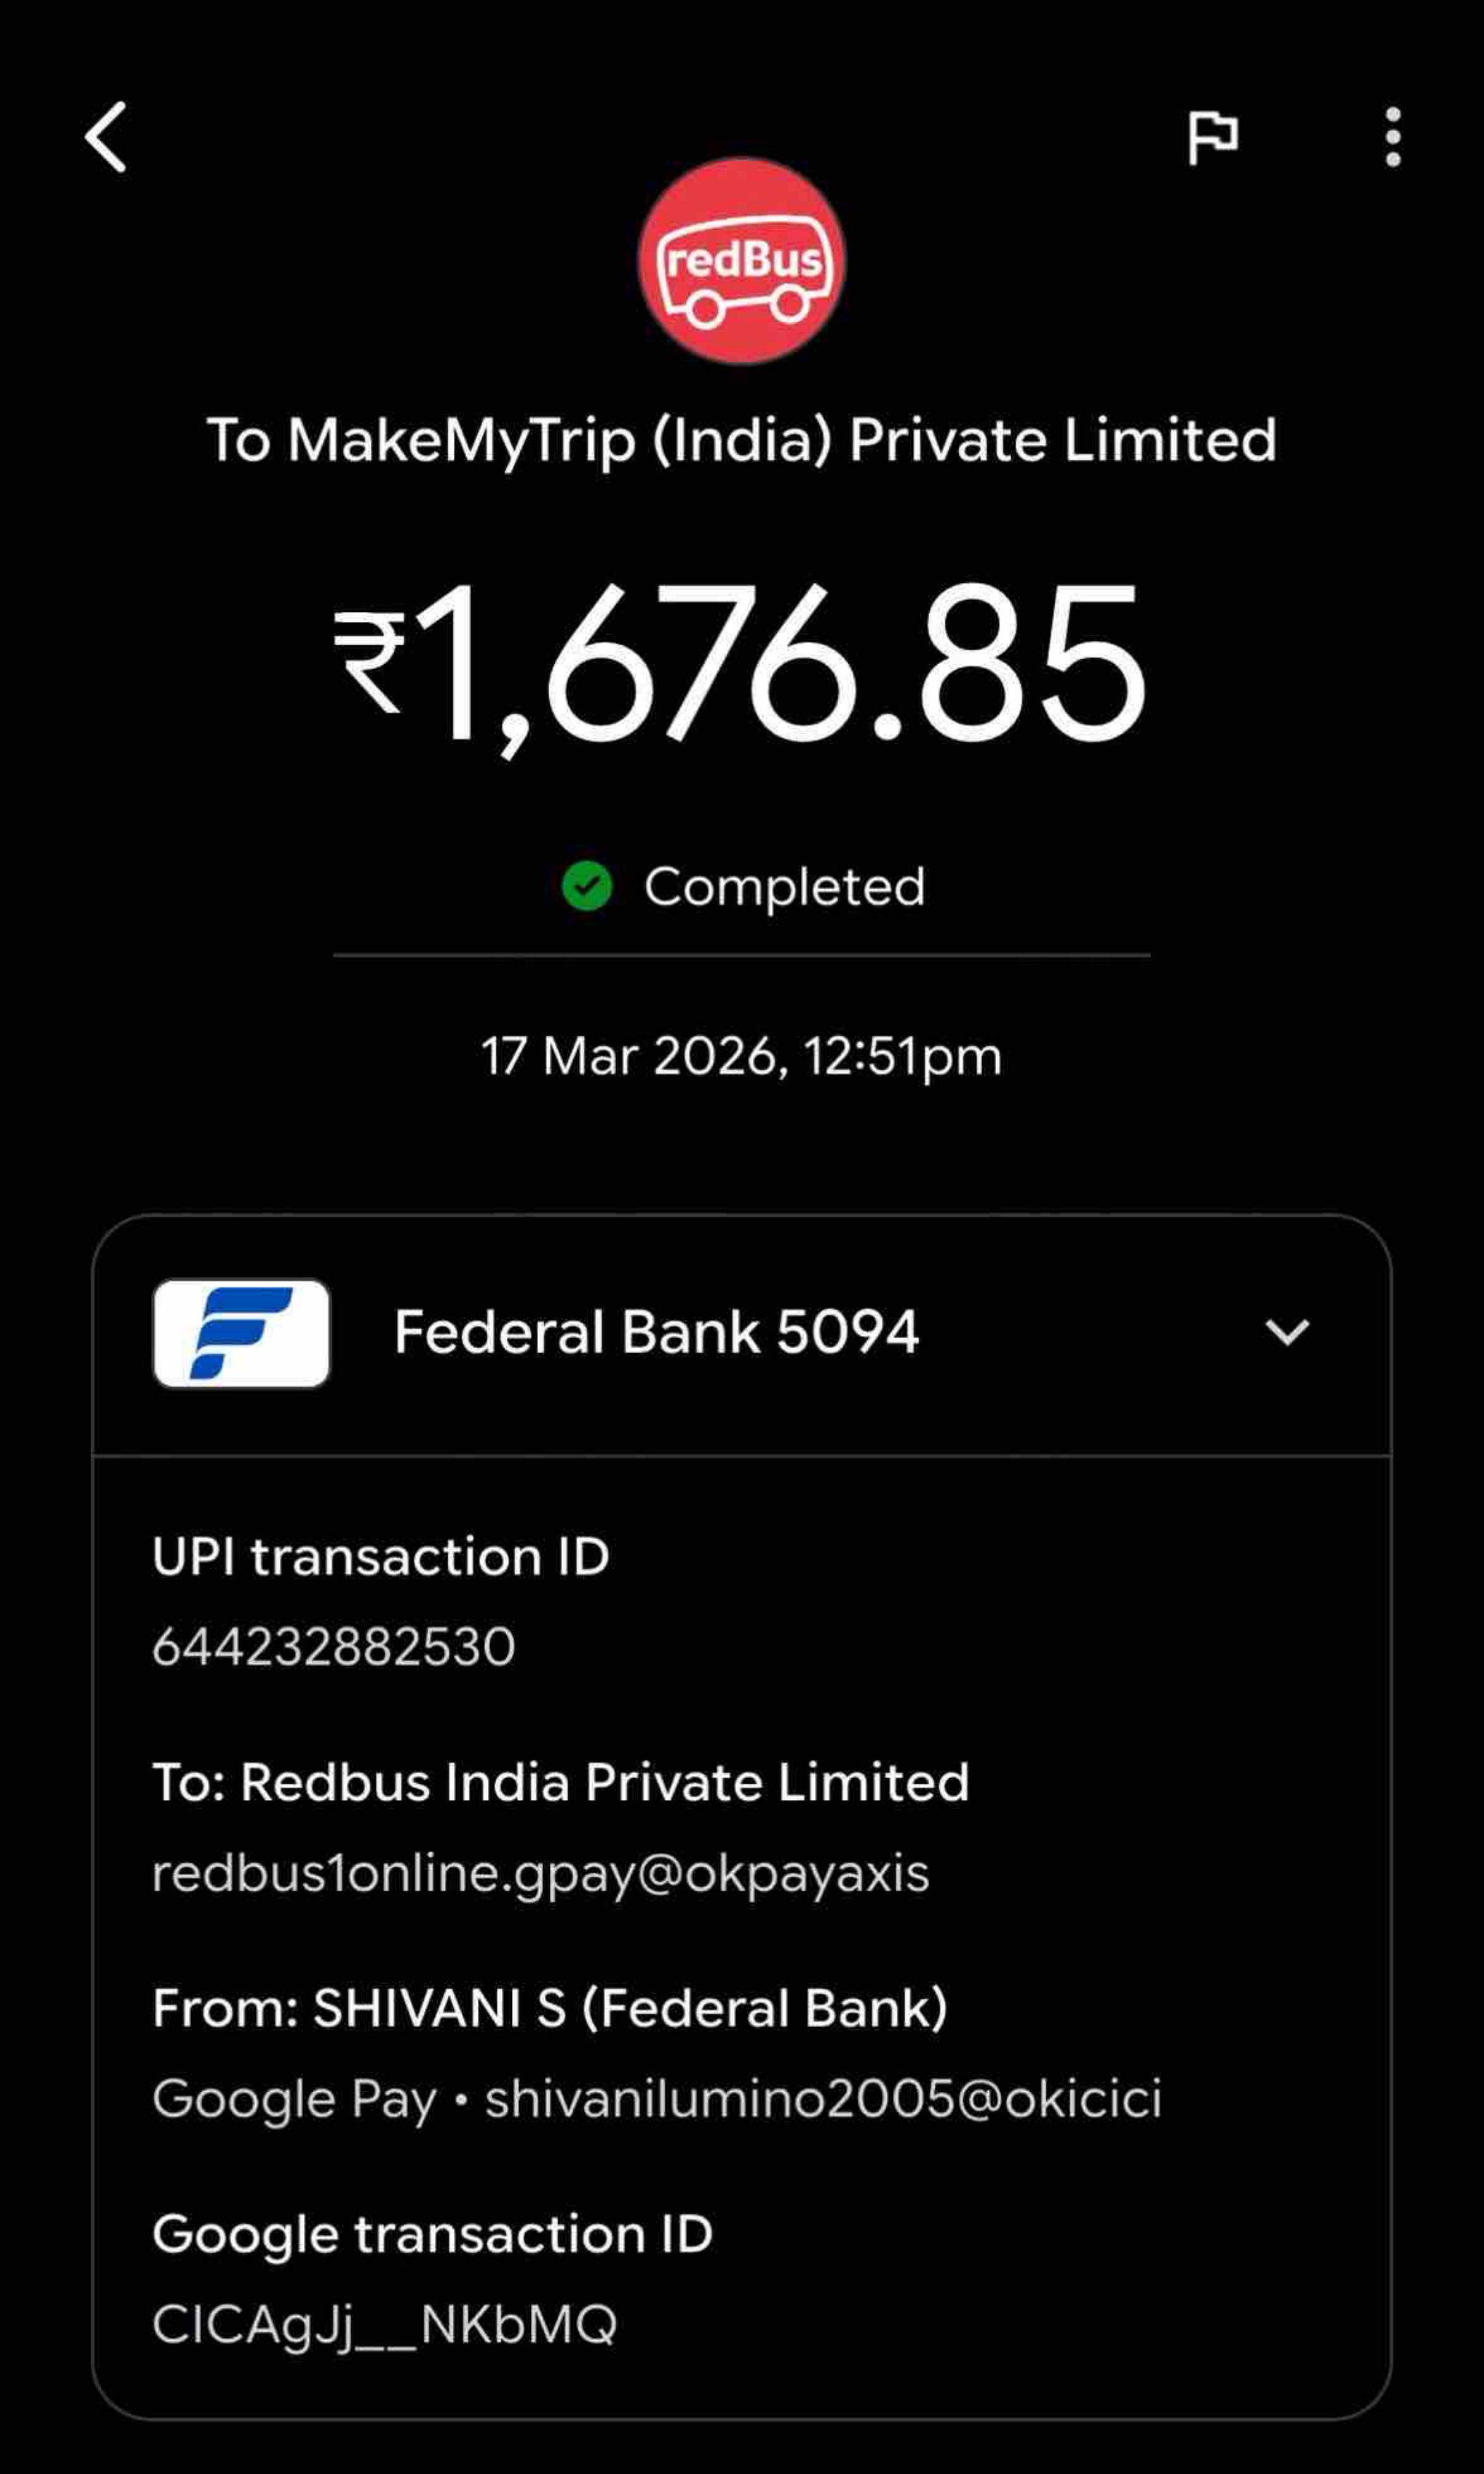 redBus
To MakeMyTrip (India) Private Limited
₹1,676.85
Completed
17 Mar 2026, 12:51pm
Federal Bank 5094
UPI transaction ID
644232882530
To: Redbus India Private Limited
redbus1online.gpay@okpayaxis
From: SHIVANI S (Federal Bank)
Google Pay • shivanilumino2005@okicici
Google transaction ID
CICAgJj__NKbMQ